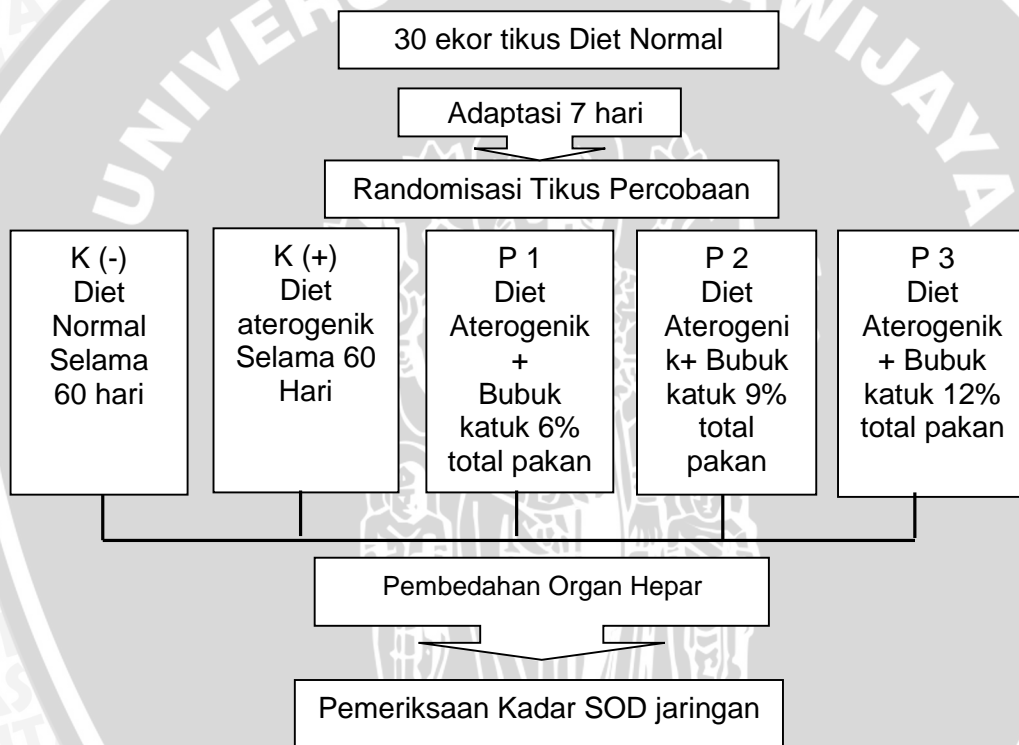 UNIVERS
AWIJAYA
30 ekor tikus Diet Normal
Adaptasi 7 hari
Randomisasi Tikus Percobaan
K (-)
Diet
Normal
Selama
60 hari
K (+)
Diet
aterogenik
Selama 60
Hari
P 1
Diet
Aterogenik
+
Bubuk
katuk 6%
total pakan
P 2
Diet
Aterogeni
k+ Bubuk
katuk 9%
total
pakan
P 3
Diet
Aterogenik
+ Bubuk
katuk 12%
total pakan
Pembedahan Organ Hepar
Pemeriksaan Kadar SOD jaringan